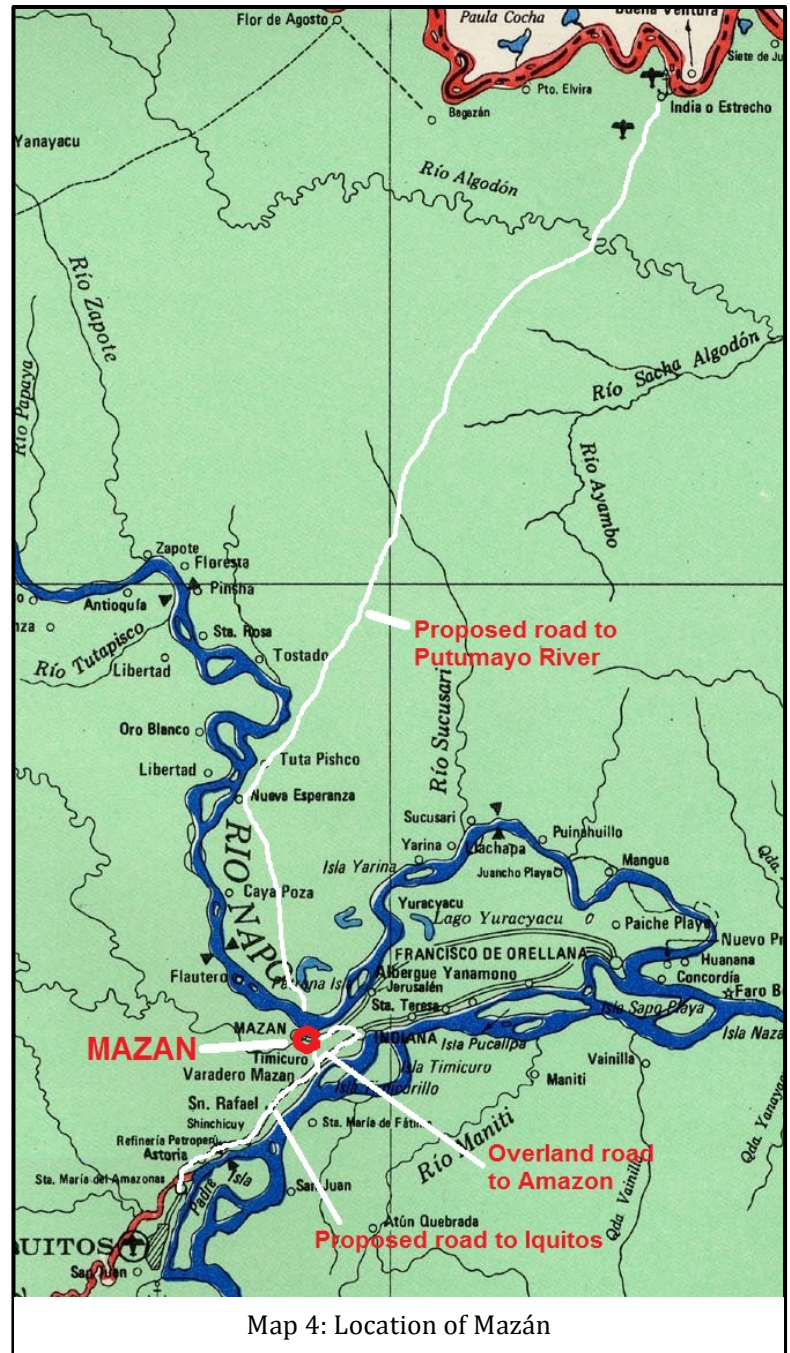 Flor de Agosto
Paula Cocha
Buena Ventura
Siete de Ju
Pto. Elvira
India o Estrecho
Bagazán
Yanayacu
Río Algodón
Río Zapote
Río Papaya
Río Sacha Algodón
Río Ayambo
Zapote
Floresta
Pinsha
Antioquía
nza
Sta. Rosa
Río Tutapisco
Libertad
Tostado
Proposed road to
Putumayo River
Río Sucusari
Oro Blanco
Tuta Pishco
Libertad
Nueva Esperanza
RIO NAPO
Sucusari
Puinahuillo
Yarina
Llachapa
Isla Yarina
Juancho Playa
Mangua
Qda.
Caya Poza
Yuracyacu
Lago Yuracyacu
Paiche Playa
Nuevo Pr
FRANCISCO DE ORELLANA
Huanana
Flautero
Albergue Yanamono
Concordia
Jerusalén
Faro B
Sta. Teresa
Isla Sapo Playa
MAZAN
MAZAN
INDIANA
Isla Pucallpa
Isla Naza
Timicuro
Isla Timicuro
Vainilla
Varadero Mazan
Maniti
Sn. Rafael
Shinchicuy
Sta. María de Fátima
Río Maniti
Refinería Petroperú
Astoria
Overland road
to Amazon
Sta. María del Amazonas
Padre Isla
San Juan
Qda Vainilla
Qda Yanayac
Atún Quebrada
UITOS
Proposed road to Iquitos
San Juan
Map 4: Location of Mazán